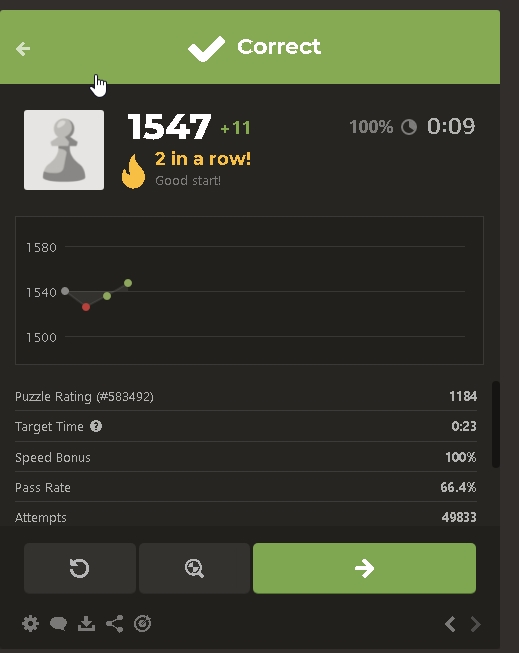 Correct
1547 +11
100% 0:09
2 in a row!
Good start!
1580
1540
1500
Puzzle Rating (#583492) 1184
Target Time ? 0:23
Speed Bonus 100%
Pass Rate 66.4%
Attempts 49833